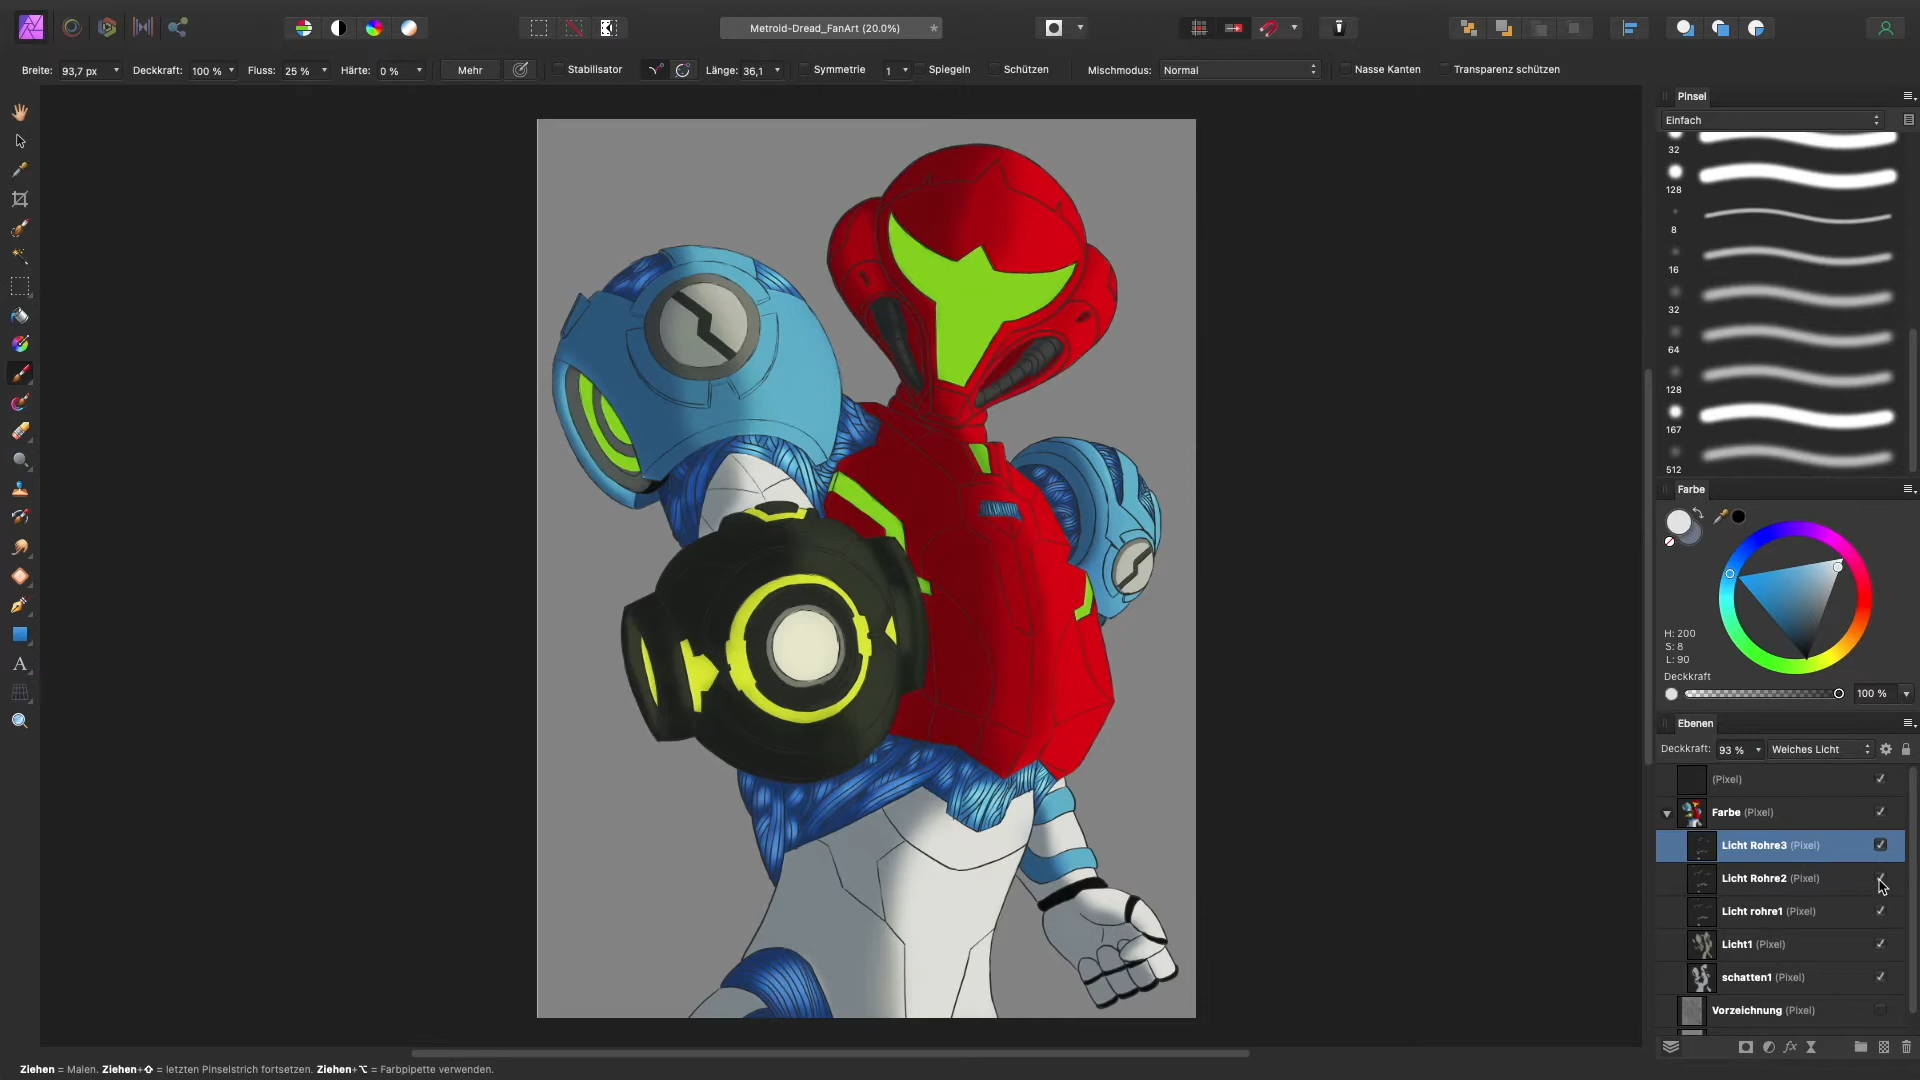 Metroid-Dread_FanArt (20.0%)
Breite: 93,7 px Deckkraft: 100 % Fluss: 25 % Härte: 0 % Mehr Stabilisator Länge: 36,1 Symmetrie 1 Spiegeln Schützen Mischmodus: Normal Nasse Kanten Transparenz schützen
Pinsel
Einfach
32
128
8
16
32
64
128
167
512
Farbe
H: 200
S: 8
L: 90
Deckkraft
100 %
Ebenen
Deckkraft: 93 % Weiches Licht
(Pixel)
Farbe (Pixel)
Licht Rohre3 (Pixel)
Licht Rohre2 (Pixel)
Licht rohre1 (Pixel)
Licht1 (Pixel)
schatten1 (Pixel)
Vorzeichnung (Pixel)
Ziehen = Malen. Ziehen+⇧ = letzten Pinselstrich fortsetzen. Ziehen+⌥ = Farbpipette verwenden.